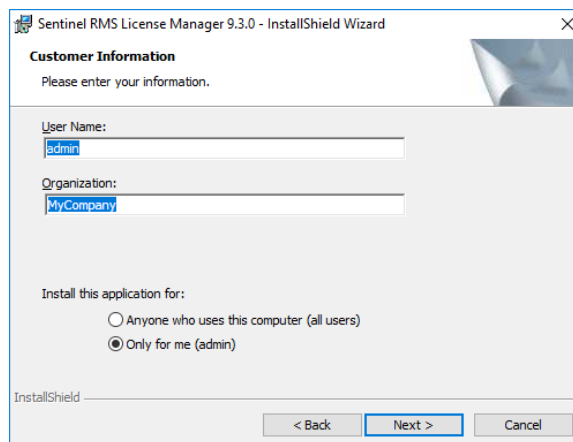 Sentinel RMS License Manager 9.3.0 - InstallShield Wizard
Customer Information
Please enter your information.
User Name:
admin
Organization:
MyCompany
Install this application for:
Anyone who uses this computer (all users)
Only for me (admin)
InstallShield
< Back Next > Cancel